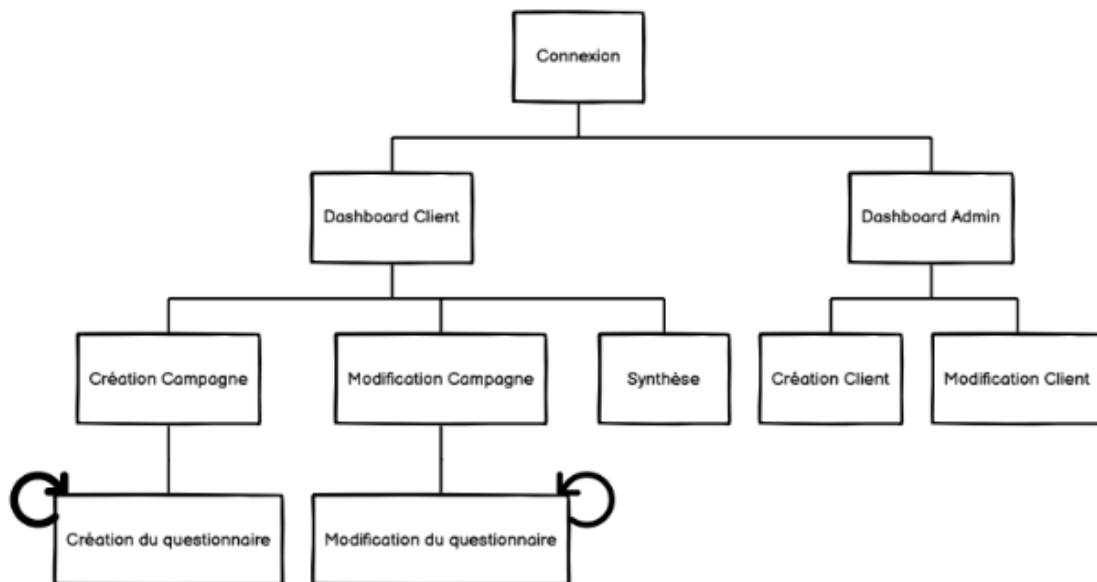 Connexion
Dashboard Client
Dashboard Admin
Création Campagne
Modification Campagne
Synthèse
Création Client
Modification Client
Création du questionnaire
Modification du questionnaire